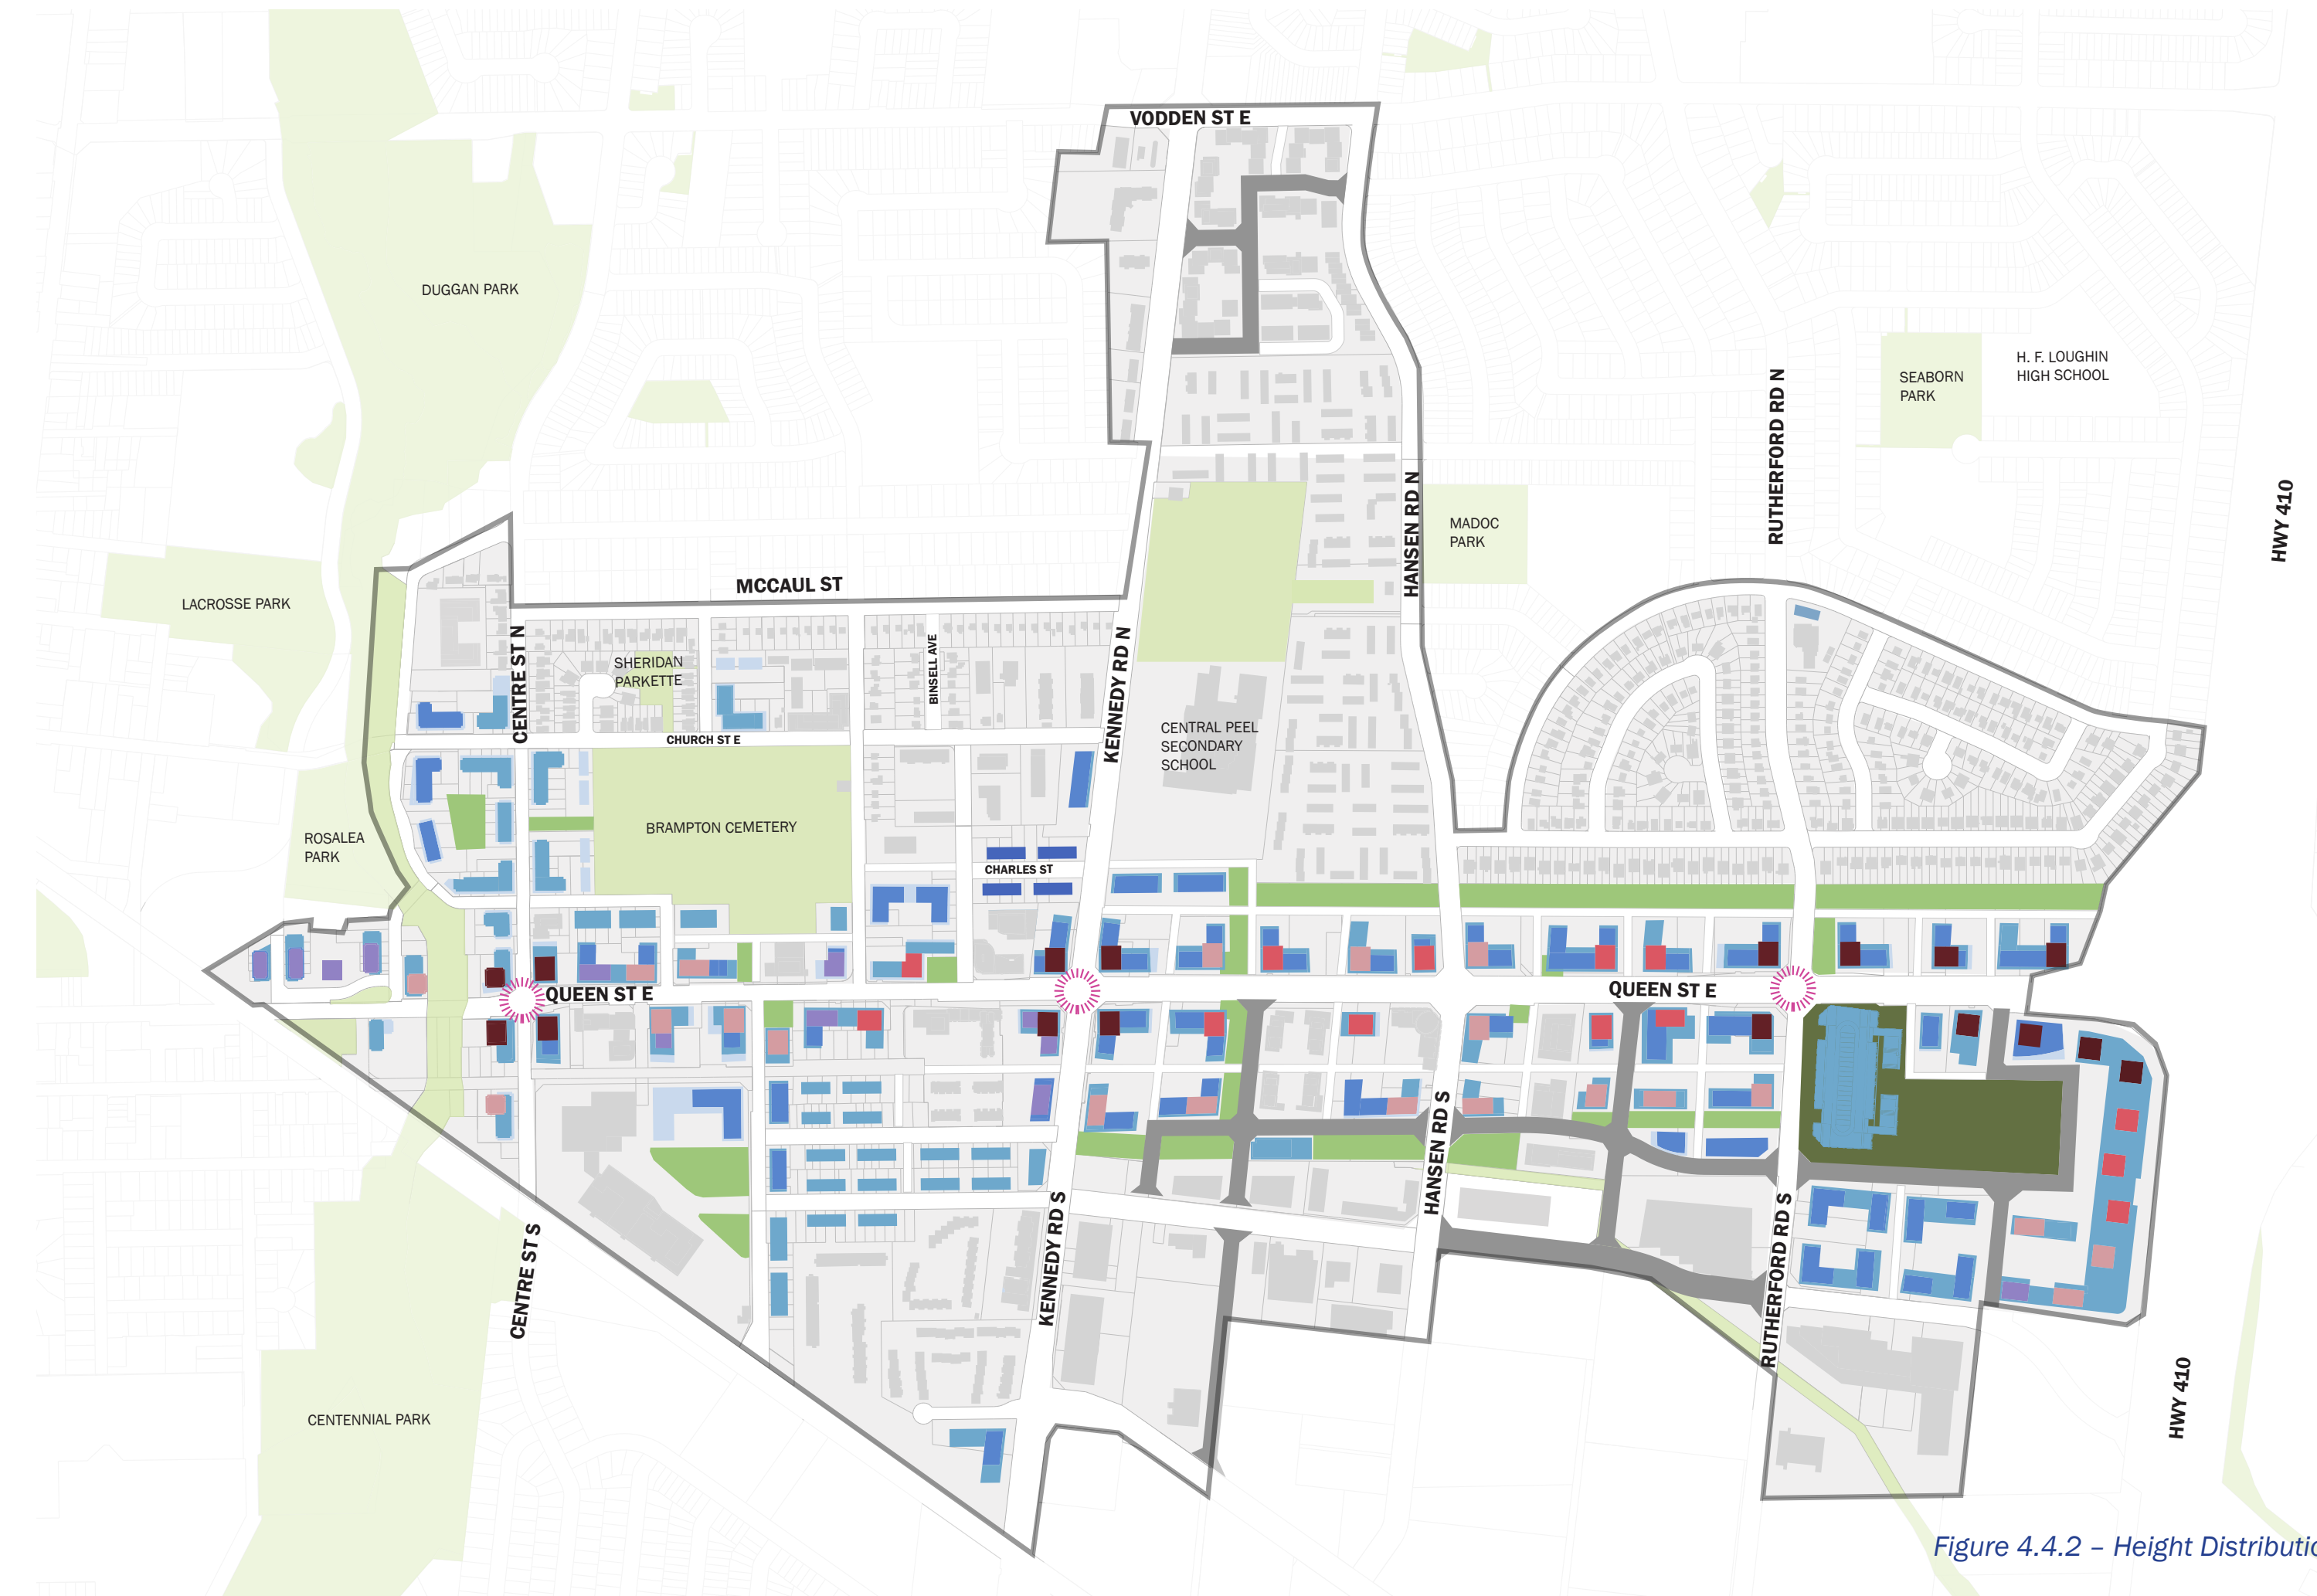 VODDEN ST E
DUGGAN PARK
H. F. LOUGHIN
HIGH SCHOOL
SEABORN
PARK
RUTHERFORD RD N
HWY 410
HANSEN RD N
MADOC
PARK
MCCAUL ST
LACROSSE PARK
CENTRE ST N
BINSELL AVE
KENNEDY RD N
SHERIDAN
PARKETTE
CHURCH ST E
CENTRAL PEEL
SECONDARY
SCHOOL
BRAMPTON CEMETERY
ROSALEA
PARK
CHARLES ST
QUEEN ST E
QUEEN ST E
HANSEN RD S
KENNEDY RD S
RUTHERFORD RD S
CENTRE ST S
HWY 410
CENTENNIAL PARK
Figure 4.4.2 – Height Distributi